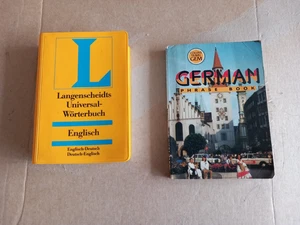 L
Langenscheidts
Universal-
Wörterbuch
Englisch
Englisch-Deutsch
Deutsch-Englisch
GEM
GERMAN
PHRASE BOOK